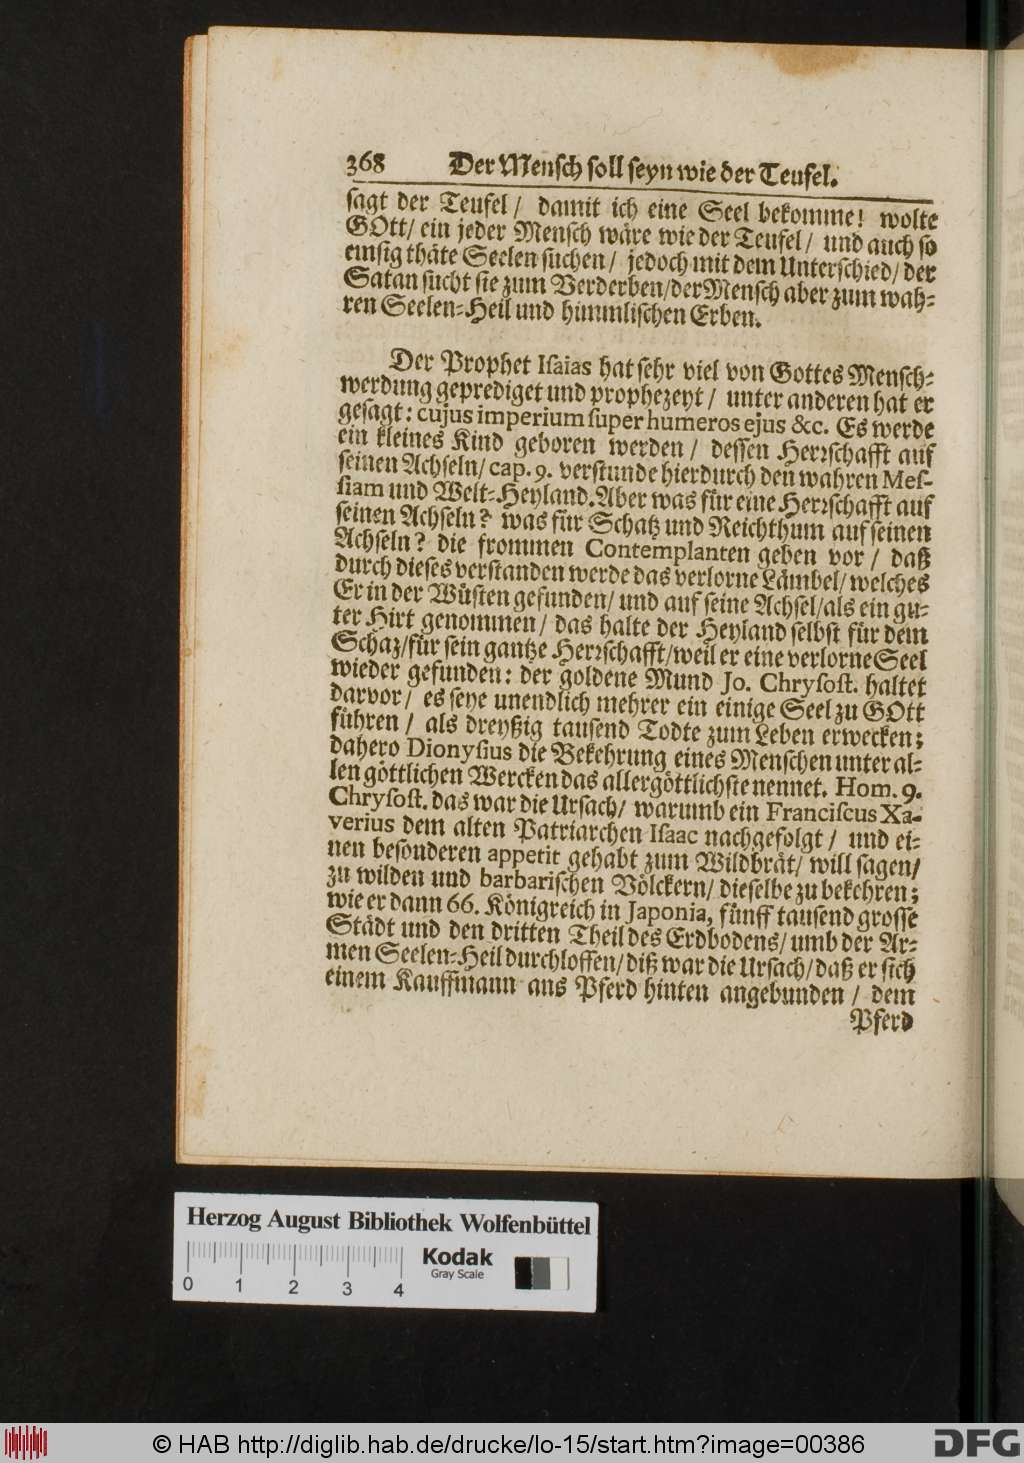 368 Der Mensch soll seyn wie der Teufel.
sagt der Teufel / damit ich eine Seel bekomme! wolte
GOtt / ein jeder Mensch wäre wie der Teufel / und auch so
emsig thäte Seelen suchen / jedoch mit dem Unterschied / der
Satan sucht sie zum Verderben / der Mensch aber zum wah-
ren Seelen-Heil und himmlischen Erben.
Der Prophet Isaias hat sehr viel von Gottes Mensch-
werdung geprediget und prophezeyt / unter anderen hat er
gesagt: cujus imperium super humeros ejus &c. Es werde
ein kleines Kind geboren werden / dessen Herrschafft auf
seinen Achseln / cap. 9. verstunde hierdurch den wahren Mes-
siam und Welt-Heyland. Aber was für eine Herrschafft auf
seinen Achseln? was für Schatz und Reichthum auf seinen
Achseln? die frommen Contemplanten geben vor / daß
durch dieses verstanden werde das verlorne Lämbel / welches
Er in der Wüsten gefunden / und auf seine Achsel / als ein gu-
ter Hirt genommen / das halte der Heyland selbst für dem
Schaz / für sein gantze Herrschafft / weil er eine verlorne Seel
wieder gefunden: der goldene Mund Jo. Chrysost. haltet
darvor / es seye unendlich mehrer ein einige Seel zu GOtt
führen / als dreyßig tausend Todte zum Leben erwecken;
dahero Dionysius die Bekehrung eines Menschen unter al-
len göttlichen Wercken das allergöttlichste nennet. Hom. 9.
Chrysost. das war die Ursach / warumb ein Franciscus Xa-
verius dem alten Patriarchen Isaac nachgefolgt / und ei-
nen besonderen appetit gehabt zum Wildbrät / will sagen /
zu wilden und barbarischen Völckern / dieselbe zu bekehren;
wie er dann 66. Königreich in Japonia, fünff tausend grosse
Städt und den dritten Theil des Erdbodens / umb der Ar-
men Seelen-Heil durchloffen / diß war die Ursach / daß er sich
einem Kauffmann ans Pferd hinten angebunden / dem
Pferd
Herzog August Bibliothek Wolfenbüttel
Kodak
Gray Scale
0 1 2 3 4
© HAB http://diglib.hab.de/drucke/lo-15/start.htm?image=00386
DFG